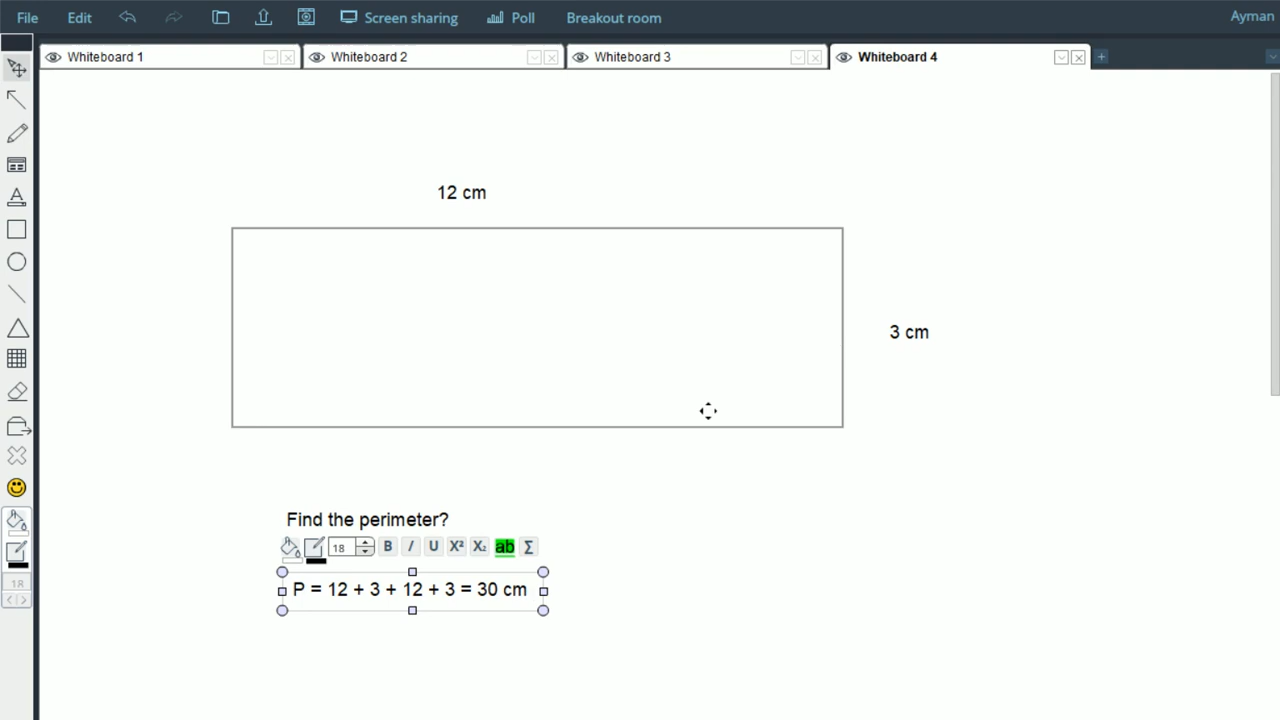 File Edit Screen sharing Poll Breakout room Ayman
Whiteboard 1 Whiteboard 2 Whiteboard 3 Whiteboard 4 +
12 cm
3 cm
Find the perimeter?
18 B I U X² X₂ ab Σ
P = 12 + 3 + 12 + 3 = 30 cm
18